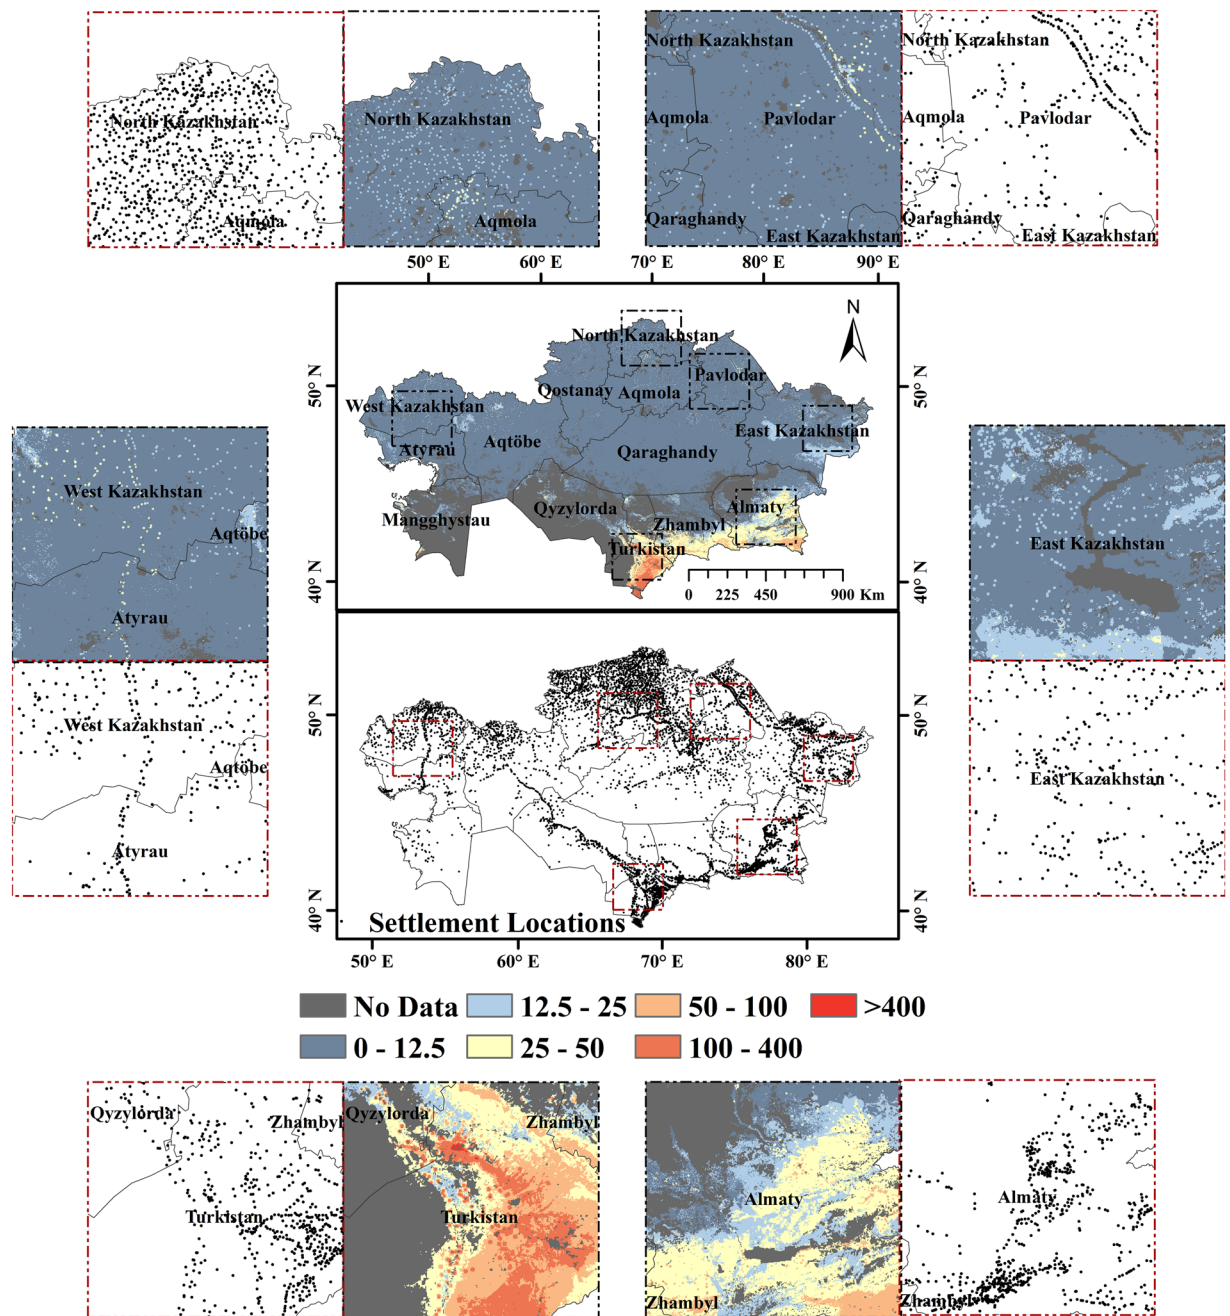 North Kazakhstan
Aqmola
North Kazakhstan
Aqmola
North Kazakhstan
Aqmola
Pavlodar
Qaraghandy
East Kazakhstan
North Kazakhstan
Aqmola
Pavlodar
Qaraghandy
East Kazakhstan
50° E 60° E 70° E 80° E 90° E
N
North Kazakhstan
Pavlodar
Qostanay Aqmola
West Kazakhstan
East Kazakhstan
Aqtöbe
Atyrau
Qaraghandy
Almaty
Qyzylorda
Mangghystau
Zhambyl
Turkistan
0 225 450 900 Km
50° N
40° N
50° N
40° N
West Kazakhstan
Aqtöbe
Atyrau
West Kazakhstan
Aqtöbe
Atyrau
East Kazakhstan
East Kazakhstan
50° N
40° N
50° N
40° N
Settlement Locations
50° E 60° E 70° E 80° E
No Data 12.5 - 25 50 - 100 >400
0 - 12.5 25 - 50 100 - 400
Qyzylorda
Zhambyl
Turkistan
Qyzylorda
Zhambyl
Turkistan
Almaty
Zhambyl
Almaty
Zhambyl